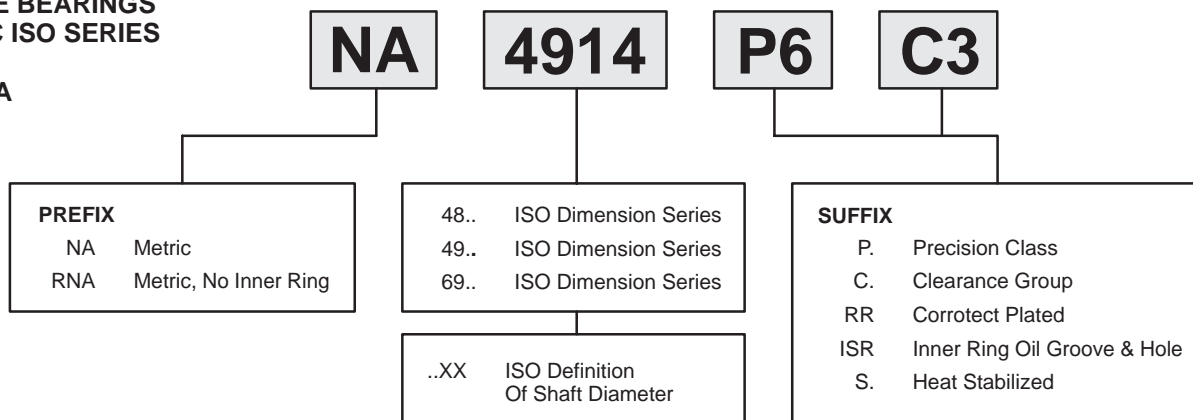 BEARINGS
ISO SERIES
NA 4914 P6 C3
PREFIX
NA Metric
RNA Metric, No Inner Ring
48.. ISO Dimension Series
49.. ISO Dimension Series
69.. ISO Dimension Series
..XX ISO Definition
Of Shaft Diameter
SUFFIX
P. Precision Class
C. Clearance Group
RR Corrotect Plated
ISR Inner Ring Oil Groove & Hole
S. Heat Stabilized